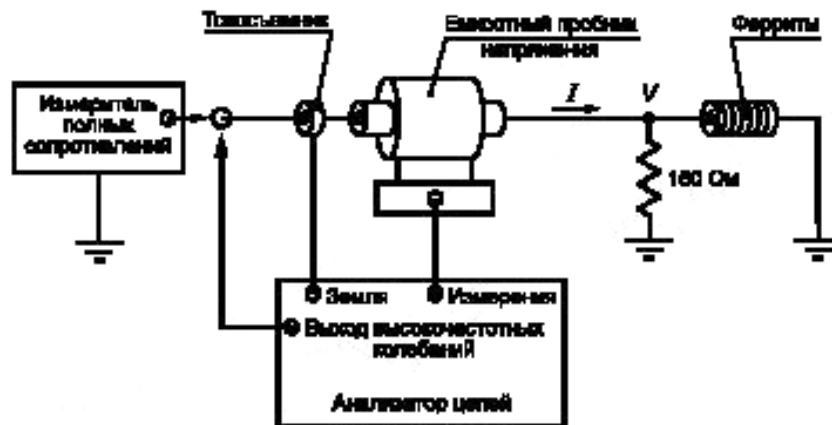 Токосъемник
Емкостный пробник
напряжения
Ферриты
Измеритель
полных
сопротивлений
I
V
150 Ом
Земля
Измерения
Выход высокочастотных
колебаний
Анализатор цепей